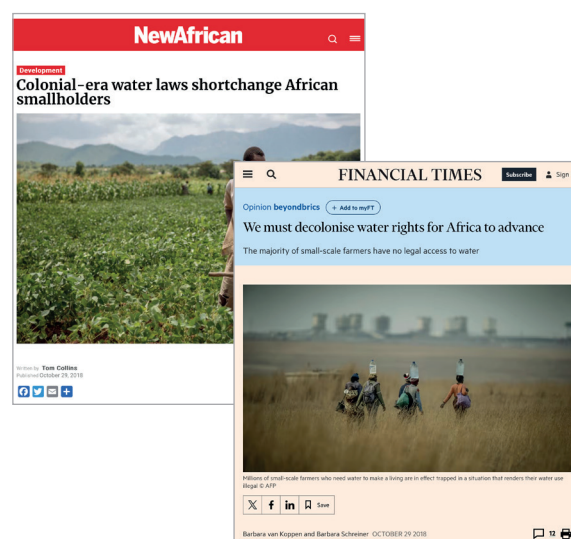 NewAfrican
Development
Colonial-era water laws shortchange African
smallholders
Written by Tom Collins
Published October 29, 2018
FINANCIAL TIMES
Subscribe
Sign
Opinion beyondbrics
+ Add to myFT
We must decolonise water rights for Africa to advance
The majority of small-scale farmers have no legal access to water
Millions of small-scale farmers who need water to make a living are in effect trapped in a situation that renders their water use
illegal © AFP
Save
Barbara van Koppen and Barbara Schreiner OCTOBER 29 2018
12